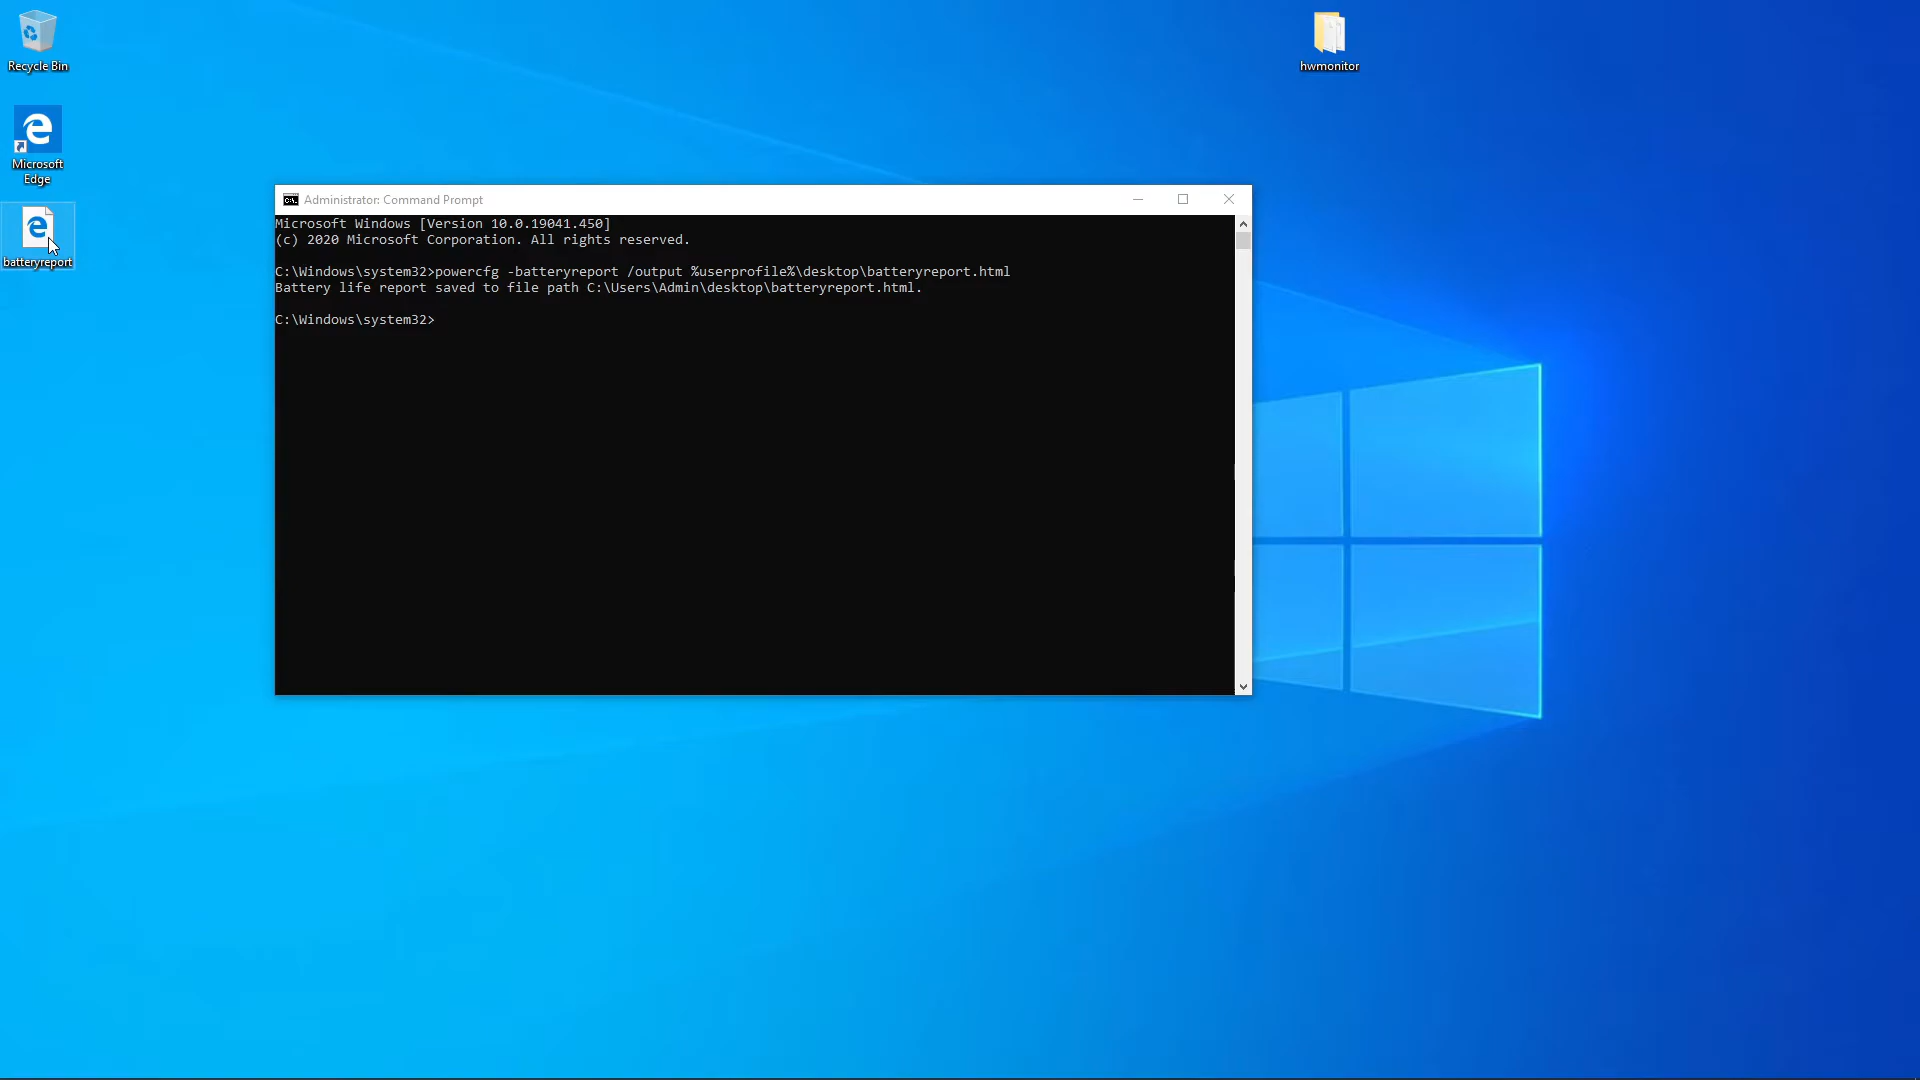 Recycle Bin
Microsoft
Edge
batteryreport
hwmonitor
Administrator: Command Prompt
Microsoft Windows [Version 10.0.19041.450]
(c) 2020 Microsoft Corporation. All rights reserved.
C:\Windows\system32>powercfg -batteryreport /output %userprofile%\desktop\batteryreport.html
Battery life report saved to file path C:\Users\Admin\desktop\batteryreport.html.
C:\Windows\system32>